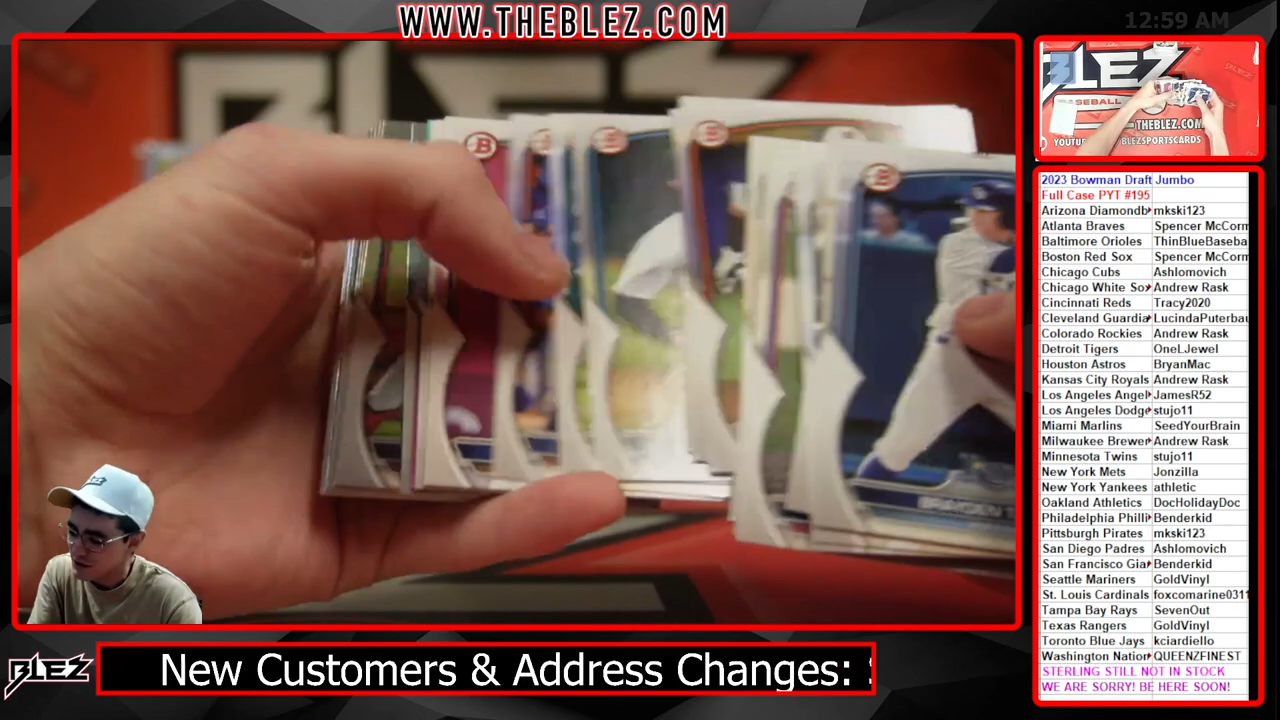 WWW.THEBLEZ.COM
12:59 AM
LEZ
BASEBALL
THEBLEZ.COM
2023 Bowman Draft Jumbo
Full Case PYT #195
Arizona Diamondb mkski123
Atlanta Braves Spencer McCorm
Baltimore Orioles ThinBlueBaseba
Boston Red Sox Spencer McCorm
Chicago Cubs Ashlomovich
Chicago White Sox Andrew Rask
Cincinnati Reds Tracy2020
Cleveland Guardia LucindaPuterbau
Colorado Rockies Andrew Rask
Detroit Tigers OneLJewel
Houston Astros BryanMac
Kansas City Royals Andrew Rask
Los Angeles Angel JamesR52
Los Angeles Dodge stujo11
Miami Marlins SeedYourBrain
Milwaukee Brewer Andrew Rask
Minnesota Twins stujo11
New York Mets Jonzilla
New York Yankees athletic
Oakland Athletics DocHolidayDoc
Philadelphia Philli Benderkid
Pittsburgh Pirates mkski123
San Diego Padres Ashlomovich
San Francisco Gia Benderkid
Seattle Mariners GoldVinyl
St. Louis Cardinals foxcomarine0311
Tampa Bay Rays SevenOut
Texas Rangers GoldVinyl
Toronto Blue Jays kciardiello
Washington Nation QUEENZFINEST
STERLING STILL NOT IN STOCK
WE ARE SORRY! BE HERE SOON!
BLEZ
New Customers & Address Changes: